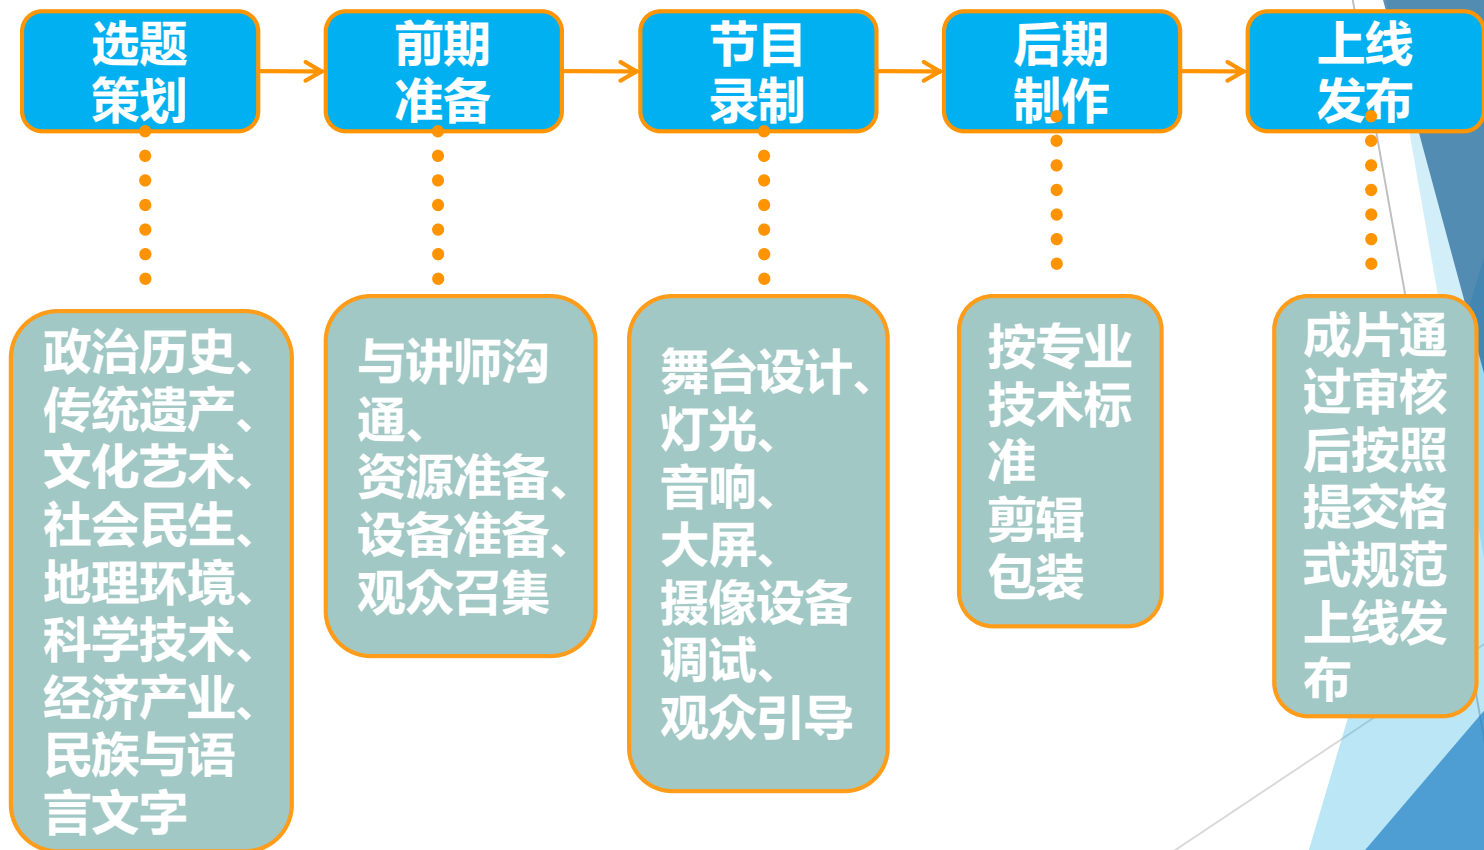 选题
策划
前期
准备
节目
录制
后期
制作
上线
发布
政治历史、
传统遗产、
文化艺术、
社会民生、
地理环境、
科学技术、
经济产业、
民族与语
言文字
与讲师沟
通、
资源准备、
设备准备、
观众召集
舞台设计、
灯光、
音响、
大屏、
摄像设备
调试、
观众引导
按专业
技术标
准
剪辑
包装
成片通
过审核
后按照
提交格
式规范
上线发
布